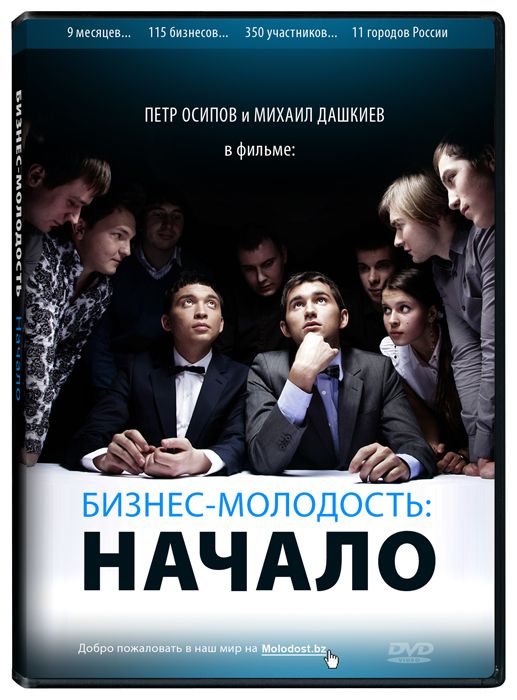 9 месяцев... 115 бизнесов... 350 участников... 11 городов России
ПЕТР ОСИПОВ и МИХАИЛ ДАШКИЕВ
в фильме:
БИЗНЕС-МОЛОДОСТЬ Начало
БИЗНЕС-МОЛОДОСТЬ:
НАЧАЛО
Добро пожаловать в наш мир на Molodost.bz
DVD
VIDEO